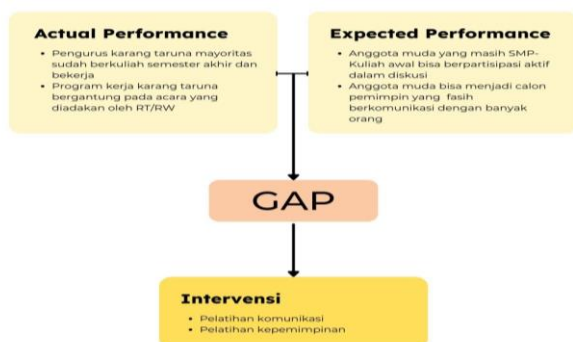 Actual Performance
• Pengurus karang taruna mayoritas
sudah berkuliah semester akhir dan
bekerja
• Program kerja karang taruna
bergantung pada acara yang
diadakan oleh RT/RW
Expected Performance
• Anggota muda yang masih SMP-
Kuliah awal bisa berpartisipasi aktif
dalam diskusi
• Anggota muda bisa menjadi calon
pemimpin yang fasih
berkomunikasi dengan banyak
orang
GAP
Intervensi
• Pelatihan komunikasi
• Pelatihan kepemimpinan